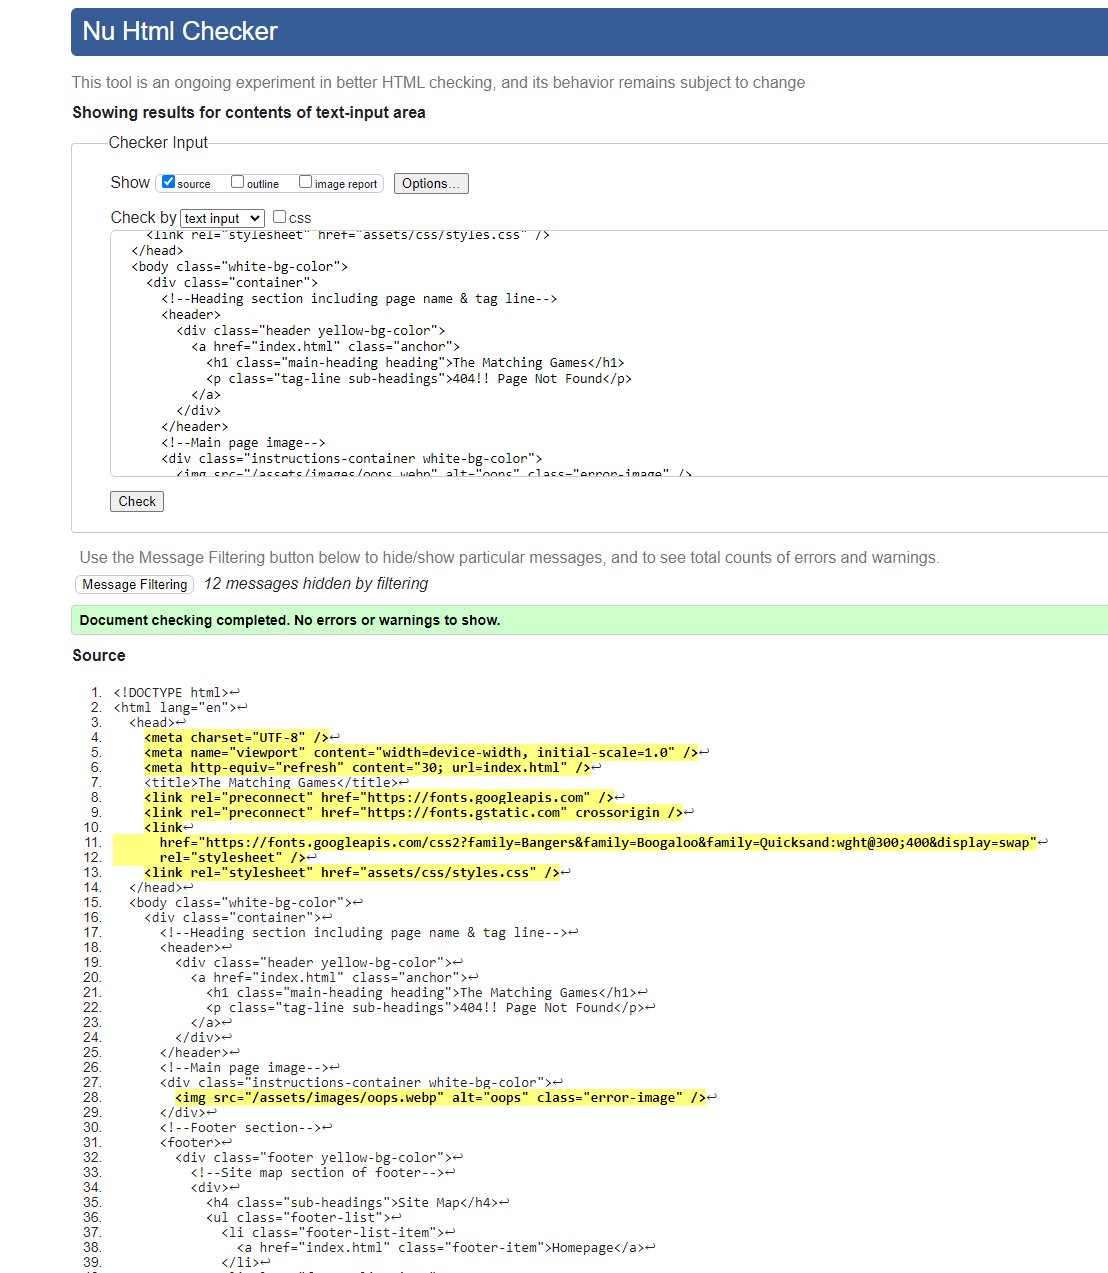 Nu Html Checker
This tool is an ongoing experiment in better HTML checking, and its behavior remains subject to change
Showing results for contents of text-input area
Checker Input
Show source outline image report Options...
Check by text input css
<link rel="stylesheet" href="assets/css/styles.css" />
</head>
<body class="white-bg-color">
<div class="container">
<!--Heading section including page name & tag line-->
<header>
<div class="header yellow-bg-color">
<a href="index.html" class="anchor">
<h1 class="main-heading heading">The Matching Games</h1>
<p class="tag-line sub-headings">404!! Page Not Found</p>
</a>
</div>
</header>
<!--Main page image-->
<div class="instructions-container white-bg-color">
<img src="/assets/images/oops.webp" alt="oops" class="error-image" />
Check
Use the Message Filtering button below to hide/show particular messages, and to see total counts of errors and warnings.
Message Filtering 12 messages hidden by filtering
Document checking completed. No errors or warnings to show.
Source
1. <!DOCTYPE html>↩
2. <html lang="en">↩
3. <head>↩
4. <meta charset="UTF-8" />↩
5. <meta name="viewport" content="width=device-width, initial-scale=1.0" />↩
6. <meta http-equiv="refresh" content="30; url=index.html" />↩
7. <title>The Matching Games</title>↩
8. <link rel="preconnect" href="https://fonts.googleapis.com" />↩
9. <link rel="preconnect" href="https://fonts.gstatic.com" crossorigin />↩
10. <link↩
11. href="https://fonts.googleapis.com/css2?family=Bangers&family=Boogaloo&family=Quicksand:wght@300;400&display=swap"↩
12. rel="stylesheet" />↩
13. <link rel="stylesheet" href="assets/css/styles.css" />↩
14. </head>↩
15. <body class="white-bg-color">↩
16. <div class="container">↩
17. <!--Heading section including page name & tag line-->↩
18. <header>↩
19. <div class="header yellow-bg-color">↩
20. <a href="index.html" class="anchor">↩
21. <h1 class="main-heading heading">The Matching Games</h1>↩
22. <p class="tag-line sub-headings">404!! Page Not Found</p>↩
23. </a>↩
24. </div>↩
25. </header>↩
26. <!--Main page image-->↩
27. <div class="instructions-container white-bg-color">↩
28. <img src="/assets/images/oops.webp" alt="oops" class="error-image" />↩
29. </div>↩
30. <!--Footer section-->↩
31. <footer>↩
32. <div class="footer yellow-bg-color">↩
33. <!--Site map section of footer-->↩
34. <div>↩
35. <h4 class="sub-headings">Site Map</h4>↩
36. <ul class="footer-list">↩
37. <li class="footer-list-item">↩
38. <a href="index.html" class="footer-item">Homepage</a>↩
39. </li>↩